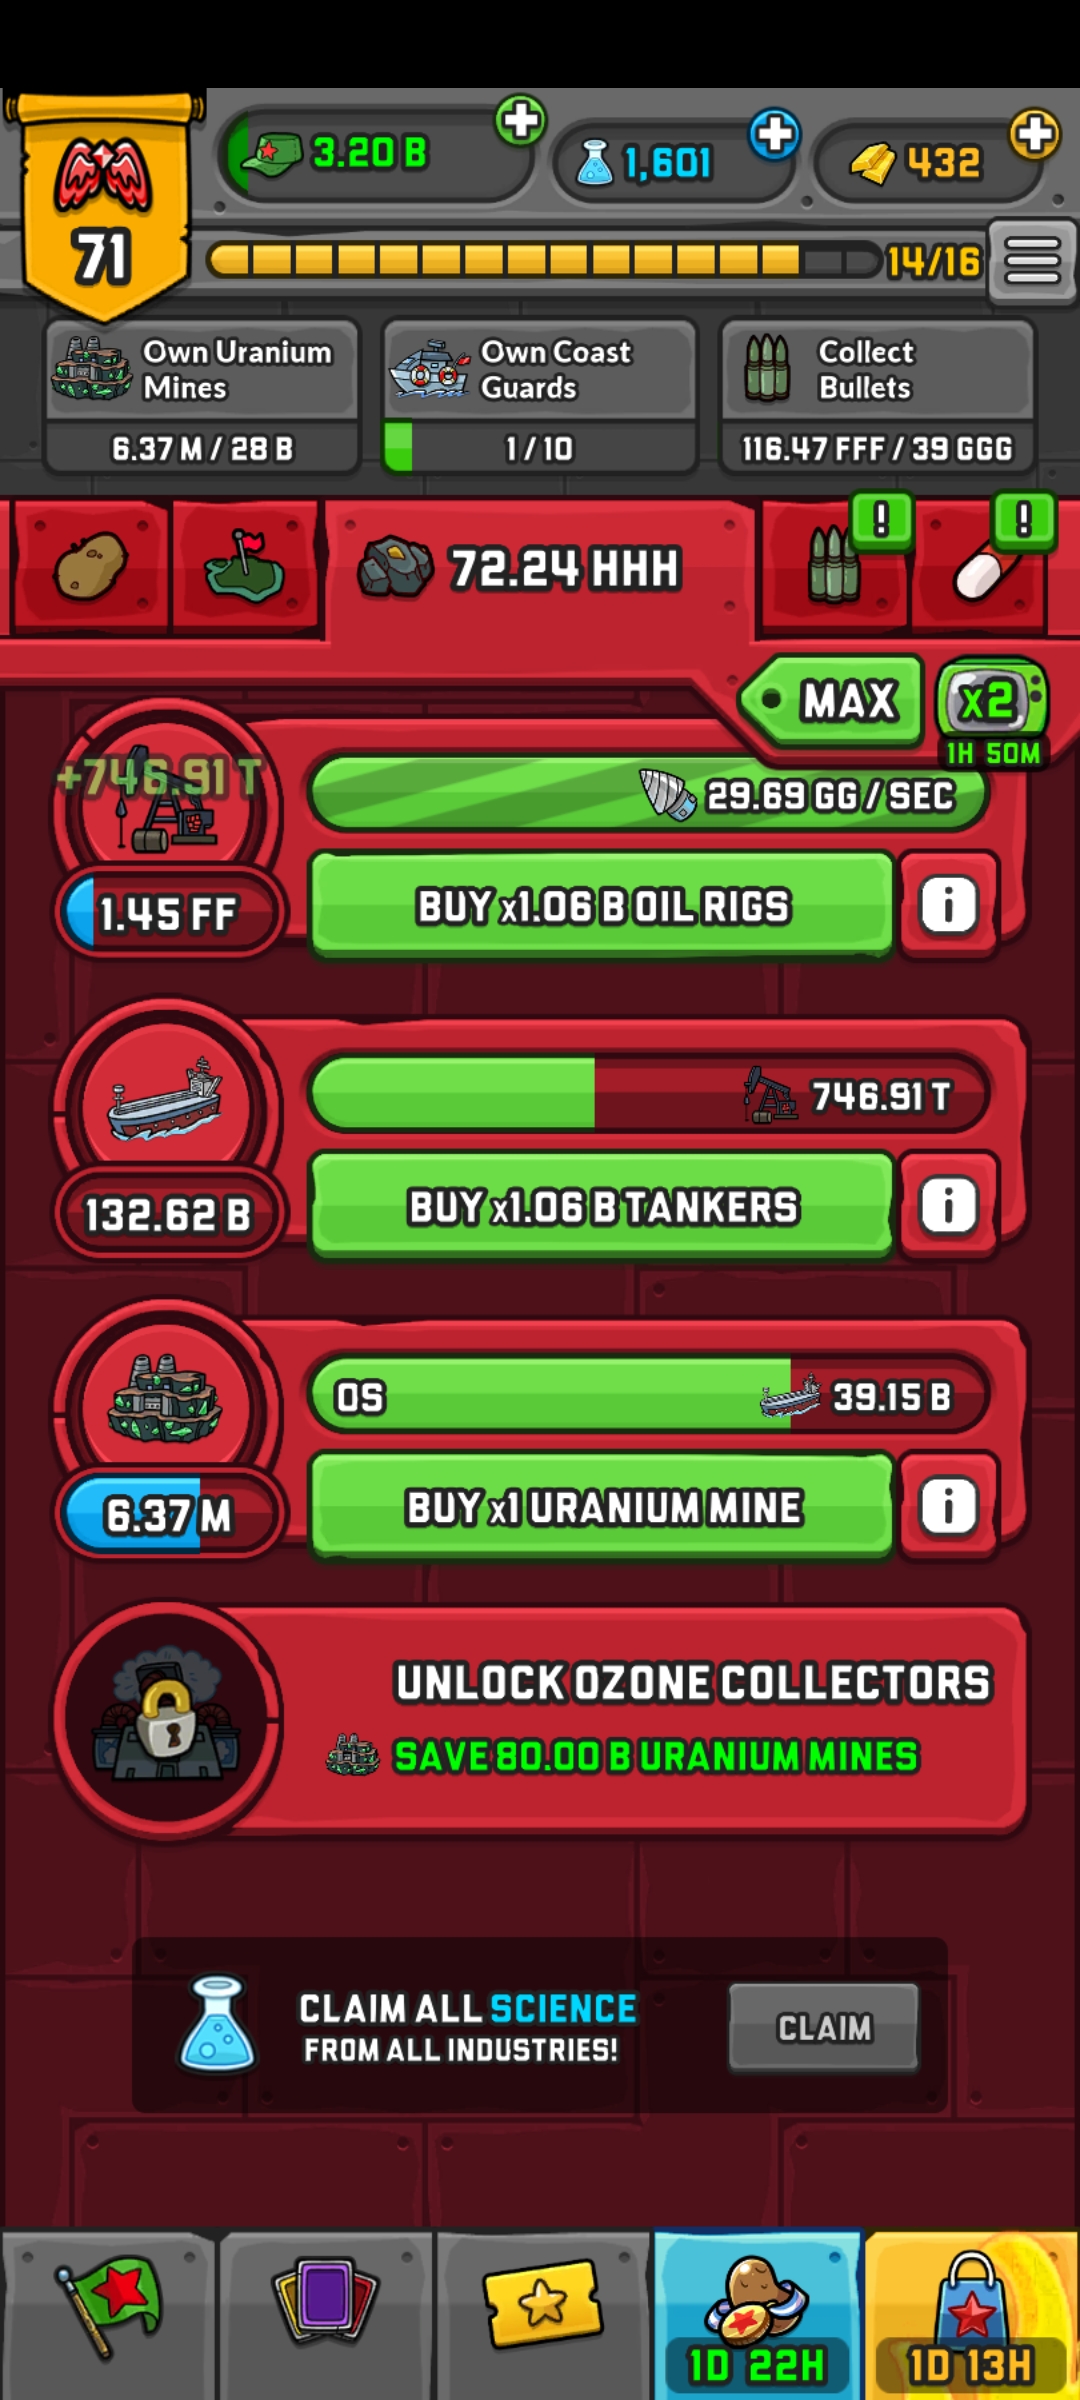 3.20 B
1,601
432
71
14/16
Own Uranium
Mines
6.37 M / 28 B
Own Coast
Guards
1 / 10
Collect
Bullets
116.47 FFF / 39 GGG
72.24 HHH
!
!
MAX
x2
1H 50M
+746.91 T
29.69 GG / SEC
1.45 FF
BUY x1.06 B OIL RIGS
i
746.91 T
132.62 B
BUY x1.06 B TANKERS
i
0S
39.15 B
6.37 M
BUY x1 URANIUM MINE
i
UNLOCK OZONE COLLECTORS
SAVE 80.00 B URANIUM MINES
CLAIM ALL SCIENCE
FROM ALL INDUSTRIES!
CLAIM
1D 22H
1D 13H